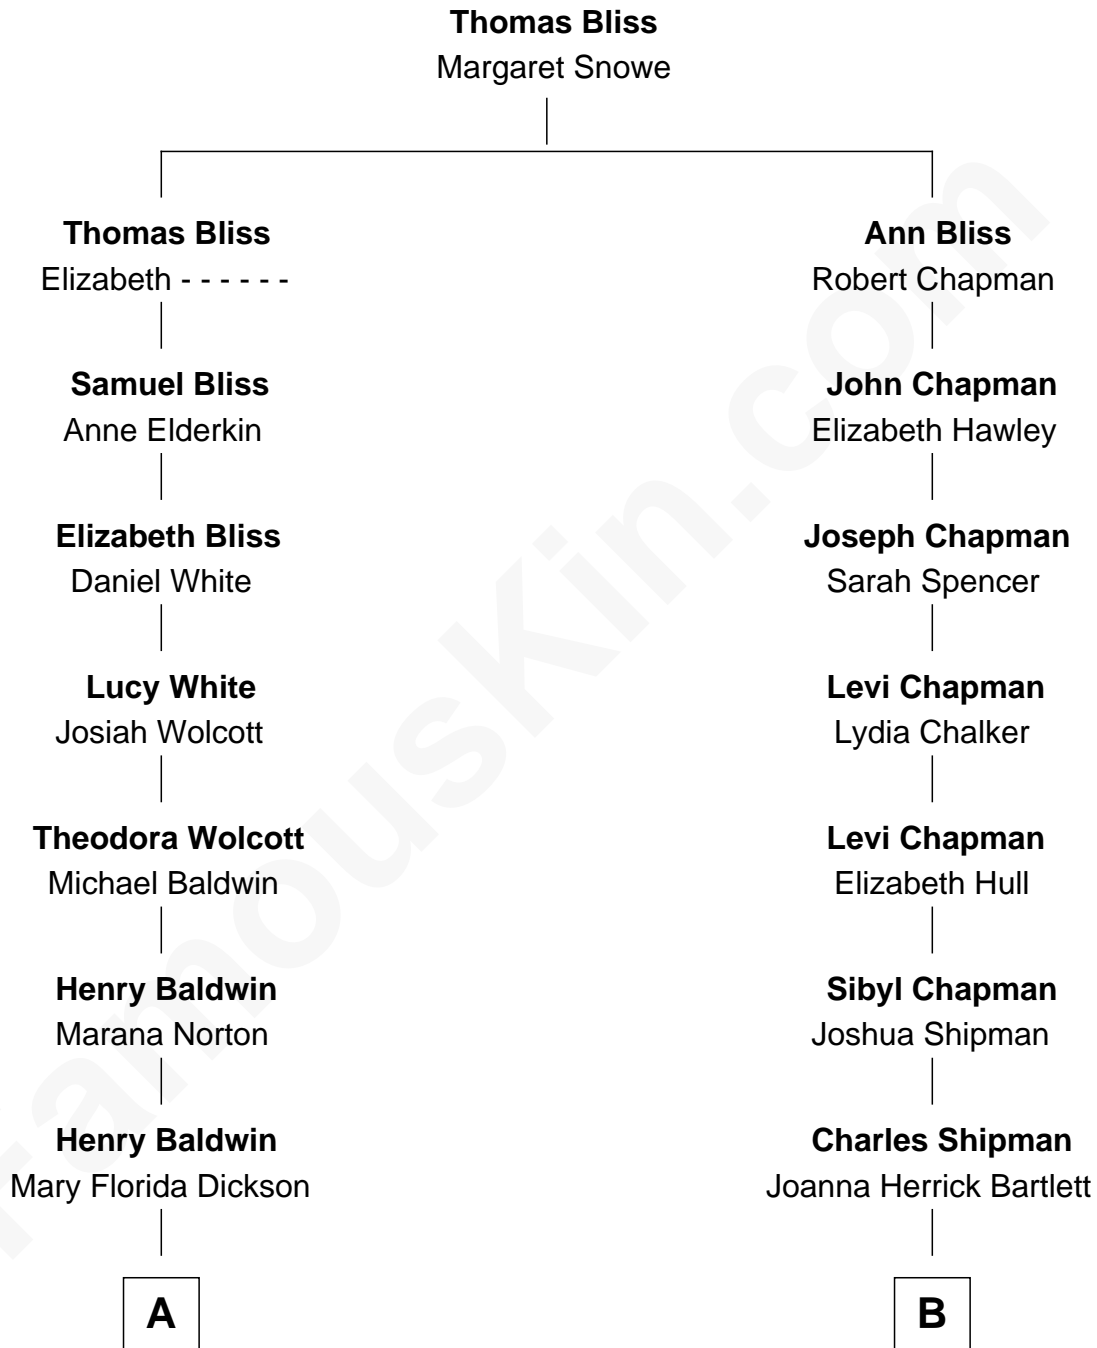 Thomas Bliss
Margaret Snowe
Thomas Bliss
Elizabeth - - - - - -
Ann Bliss
Robert Chapman
Samuel Bliss
Anne Elderkin
John Chapman
Elizabeth Hawley
Elizabeth Bliss
Daniel White
Joseph Chapman
Sarah Spencer
Lucy White
Josiah Wolcott
Levi Chapman
Lydia Chalker
Theodora Wolcott
Michael Baldwin
Levi Chapman
Elizabeth Hull
Henry Baldwin
Marana Norton
Sibyl Chapman
Joshua Shipman
Henry Baldwin
Mary Florida Dickson
Charles Shipman
Joanna Herrick Bartlett
A
B
FamousKin.com